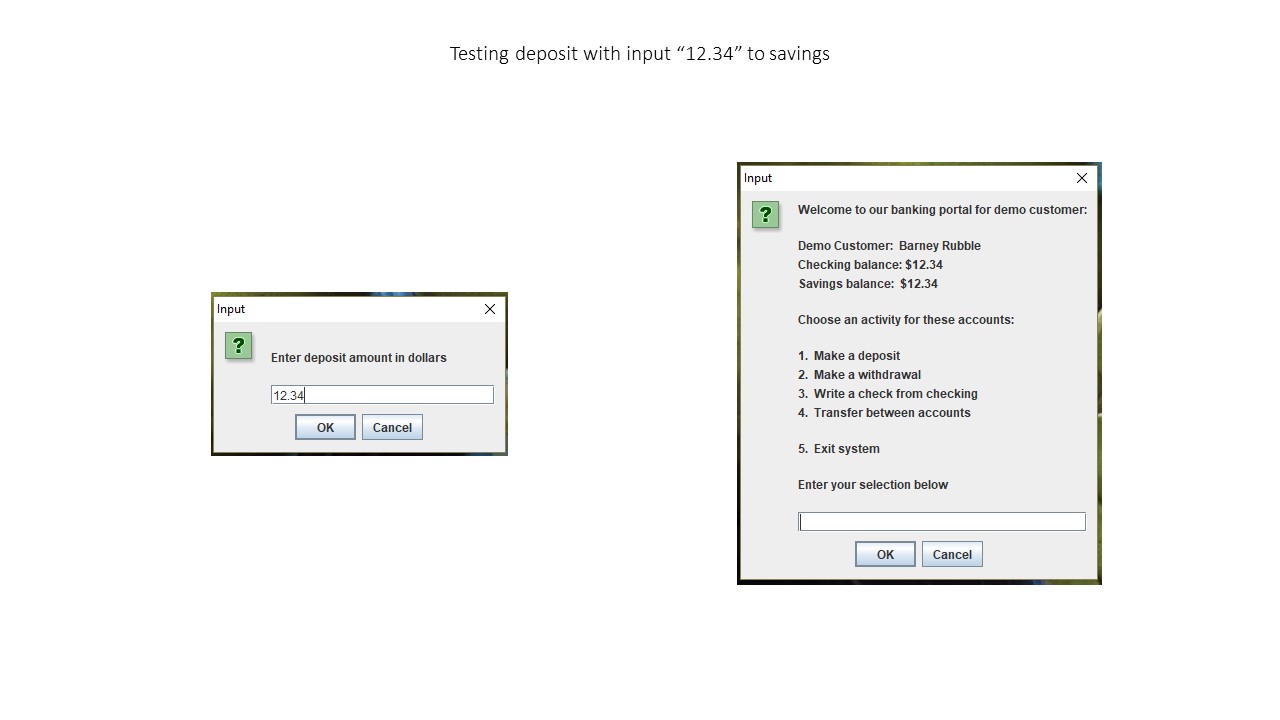 Testing deposit with input “12.34” to savings
Input
?
Enter deposit amount in dollars
12.34
OK Cancel
Input
?
Welcome to our banking portal for demo customer:
Demo Customer:  Barney Rubble
Checking balance: $12.34
Savings balance:  $12.34
Choose an activity for these accounts:
1.  Make a deposit
2.  Make a withdrawal
3.  Write a check from checking
4.  Transfer between accounts
5.  Exit system
Enter your selection below
OK Cancel